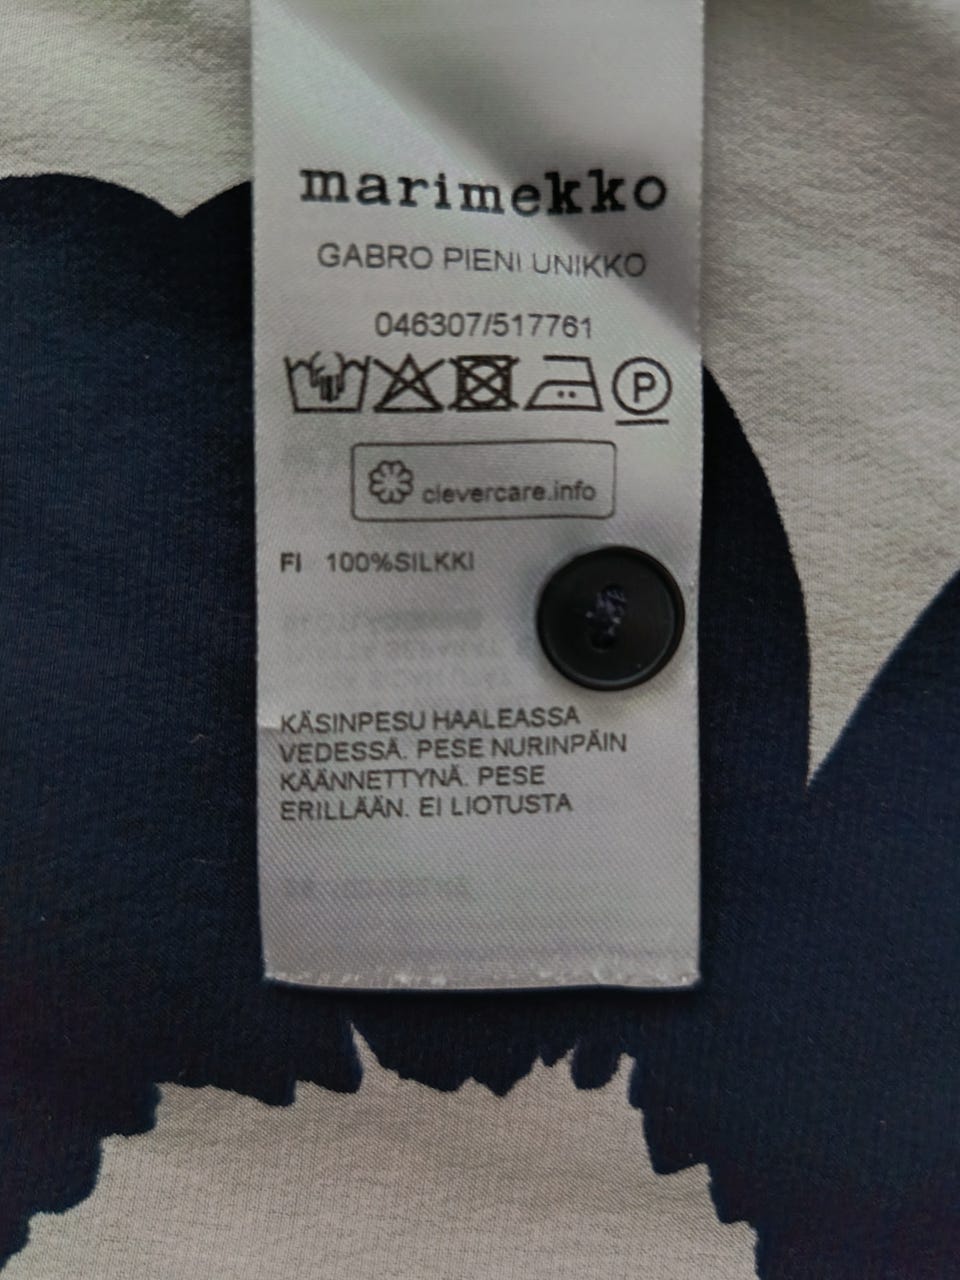 marimekko
GABRO PIENI UNIKKO
046307/517761
P
clevercare.info
FI 100%SILKKI
KÄSINPESU HAALEASSA
VEDESSÄ. PESE NURINPÄIN
KÄÄNNETTYNÄ. PESE
ERILLÄÄN. EI LIOTUSTA